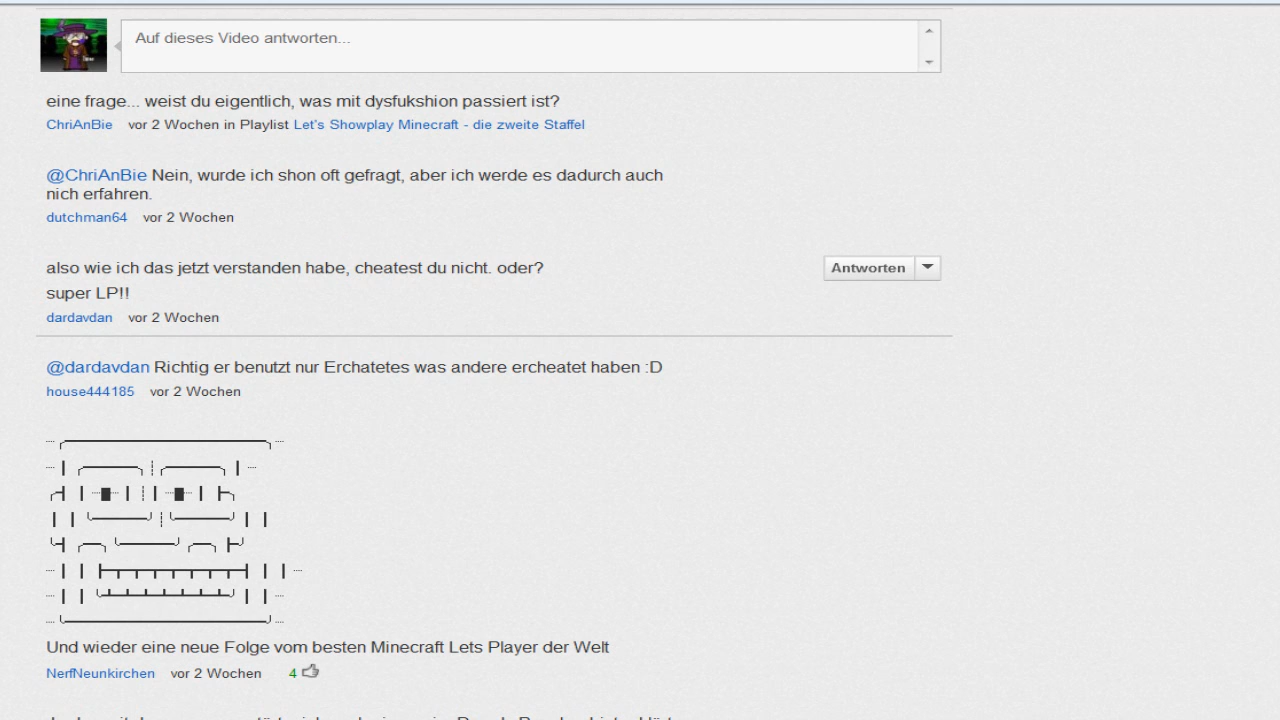 Auf dieses Video antworten...
eine frage... weist du eigentlich, was mit dysfukshion passiert ist?
ChriAnBie vor 2 Wochen in Playlist Let's Showplay Minecraft - die zweite Staffel
@ChriAnBie Nein, wurde ich shon oft gefragt, aber ich werde es dadurch auch
nich erfahren.
dutchman64 vor 2 Wochen
also wie ich das jetzt verstanden habe, cheatest du nicht. oder?
Antworten
super LP!!
dardavdan vor 2 Wochen
@dardavdan Richtig er benutzt nur Erchatetes was andere ercheatet haben :D
house444185 vor 2 Wochen
Und wieder eine neue Folge vom besten Minecraft Lets Player der Welt
NerfNeunkirchen vor 2 Wochen 4